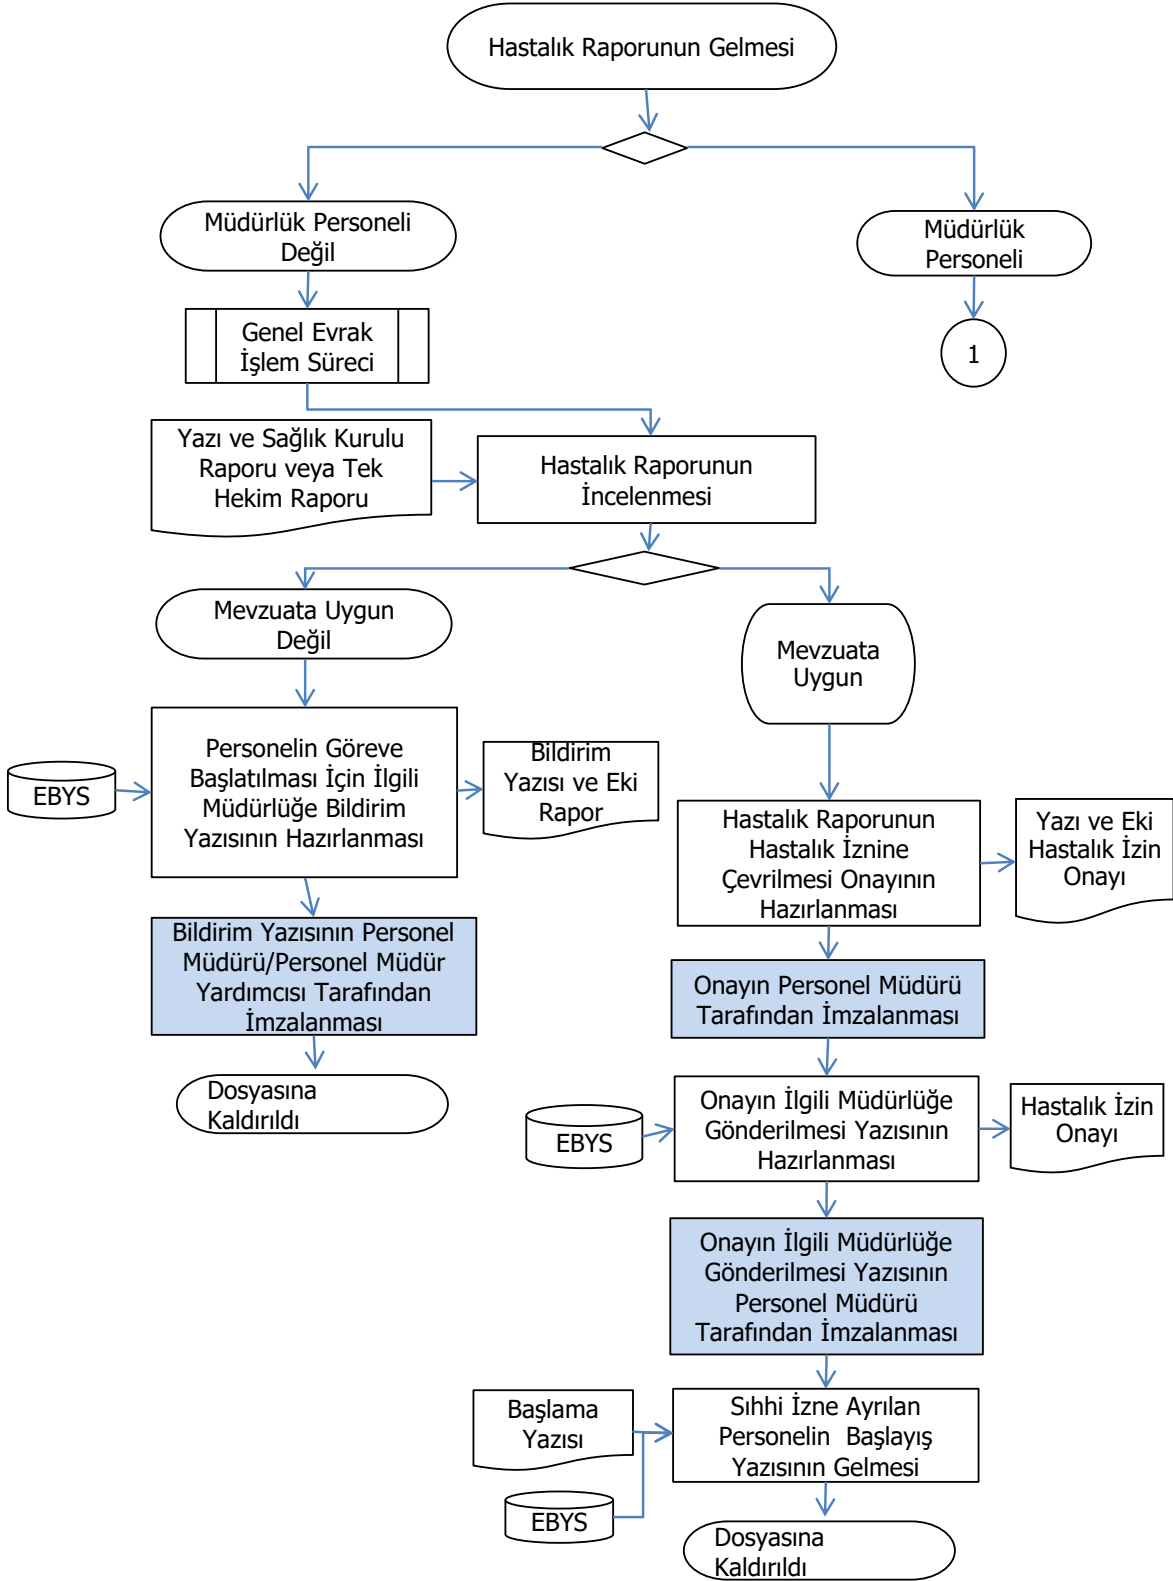 Hastalık Raporunun Gelmesi
Müdürlük Personeli
Değil
Müdürlük
Personeli
Genel Evrak
İşlem Süreci
1
Yazı ve Sağlık Kurulu
Raporu veya Tek
Hekim Raporu
Hastalık Raporunun
İncelenmesi
Mevzuata Uygun
Değil
Mevzuata
Uygun
EBYS
Personelin Göreve
Başlatılması İçin İlgili
Müdürlüğe Bildirim
Yazısının Hazırlanması
Bildirim
Yazısı ve Eki
Rapor
Hastalık Raporunun
Hastalık İznine
Çevrilmesi Onayının
Hazırlanması
Yazı ve Eki
Hastalık İzin
Onayı
Bildirim Yazısının Personel
Müdürü/Personel Müdür
Yardımcısı Tarafından
İmzalanması
Onayın Personel Müdürü
Tarafından İmzalanması
Dosyasına
Kaldırıldı
EBYS
Onayın İlgili Müdürlüğe
Gönderilmesi Yazısının
Hazırlanması
Hastalık İzin
Onayı
Onayın İlgili Müdürlüğe
Gönderilmesi Yazısının
Personel Müdürü
Tarafından İmzalanması
Başlama
Yazısı
Sıhhi İzne Ayrılan
Personelin  Başlayış
Yazısının Gelmesi
EBYS
Dosyasına
Kaldırıldı